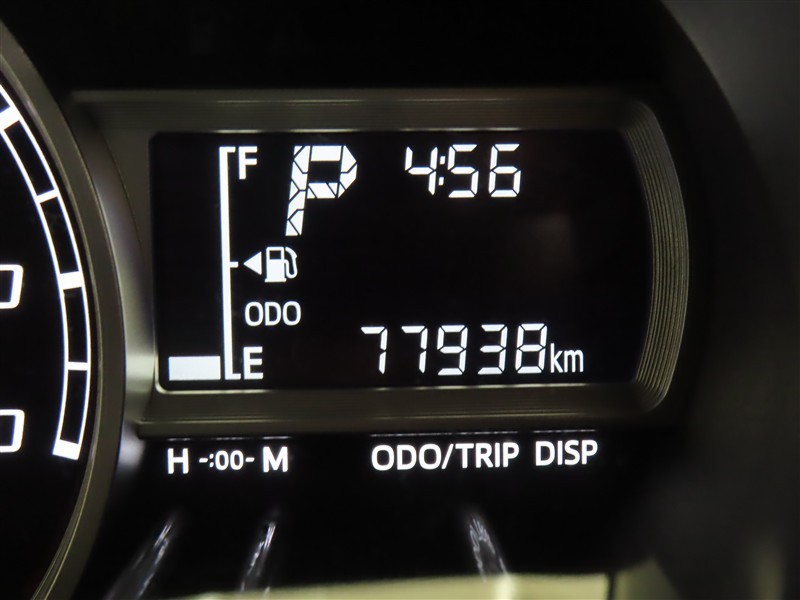 F P 4:56
ODO
E 77938km
H -:00- M ODO/TRIP DISP